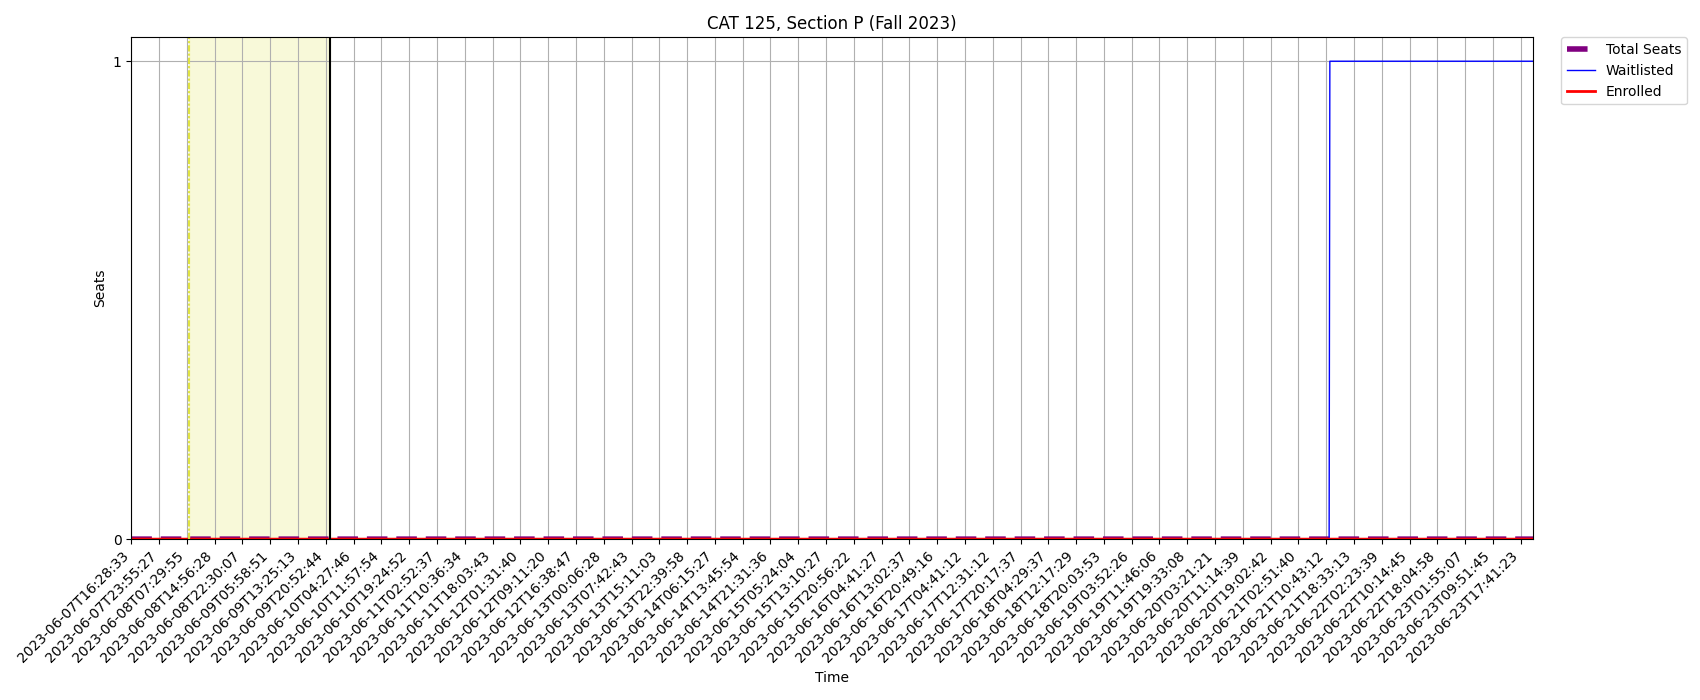 CAT 125, Section P (Fall 2023)
Total Seats
Waitlisted
Enrolled
1
0
Seats
2023-06-07T16:28:33
2023-06-07T23:55:27
2023-06-08T07:29:55
2023-06-08T14:56:28
2023-06-08T22:30:07
2023-06-09T05:58:51
2023-06-09T13:25:13
2023-06-09T20:52:44
2023-06-10T04:27:46
2023-06-10T11:57:54
2023-06-10T19:24:52
2023-06-11T02:52:37
2023-06-11T10:36:34
2023-06-11T18:03:43
2023-06-12T01:31:40
2023-06-12T09:11:20
2023-06-12T16:38:47
2023-06-13T00:06:28
2023-06-13T07:42:43
2023-06-13T15:11:03
2023-06-13T22:39:58
2023-06-14T06:15:27
2023-06-14T13:45:54
2023-06-14T21:31:36
2023-06-15T05:24:04
2023-06-15T13:10:27
2023-06-15T20:56:22
2023-06-16T04:41:27
2023-06-16T13:02:37
2023-06-16T20:49:16
2023-06-17T04:41:12
2023-06-17T12:31:12
2023-06-17T20:17:37
2023-06-18T04:29:37
2023-06-18T12:17:29
2023-06-18T20:03:53
2023-06-19T03:52:26
2023-06-19T11:46:06
2023-06-19T19:33:08
2023-06-20T03:21:21
2023-06-20T11:14:39
2023-06-20T19:02:42
2023-06-21T02:51:40
2023-06-21T10:43:12
2023-06-21T18:33:13
2023-06-22T02:23:39
2023-06-22T10:14:45
2023-06-22T18:04:58
2023-06-23T01:55:07
2023-06-23T09:51:45
2023-06-23T17:41:23
Time